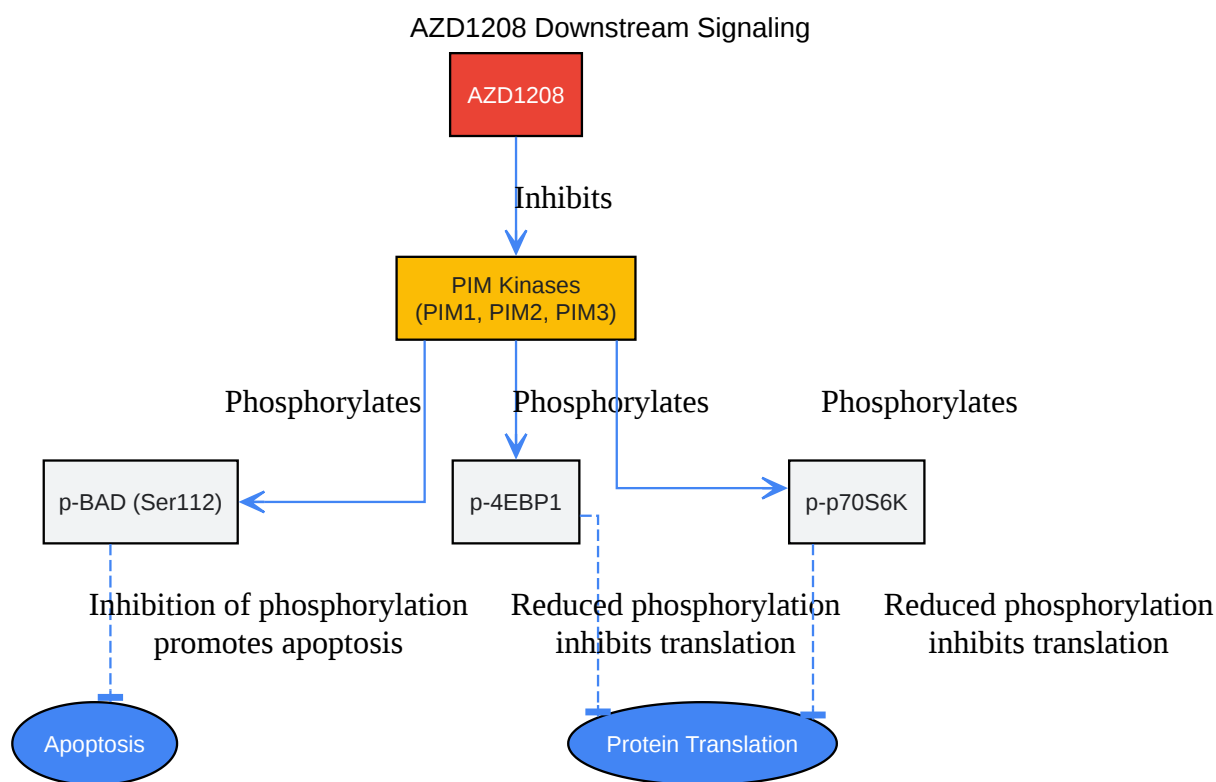 AZD1208 Downstream Signaling
AZD1208
Inhibits
PIM Kinases
(PIM1, PIM2, PIM3)
Phosphorylates
Phosphorylates
Phosphorylates
p-BAD (Ser112)
p-4EBP1
p-p70S6K
Inhibition of phosphorylation
promotes apoptosis
Reduced phosphorylation
inhibits translation
Reduced phosphorylation
inhibits translation
Apoptosis
Protein Translation